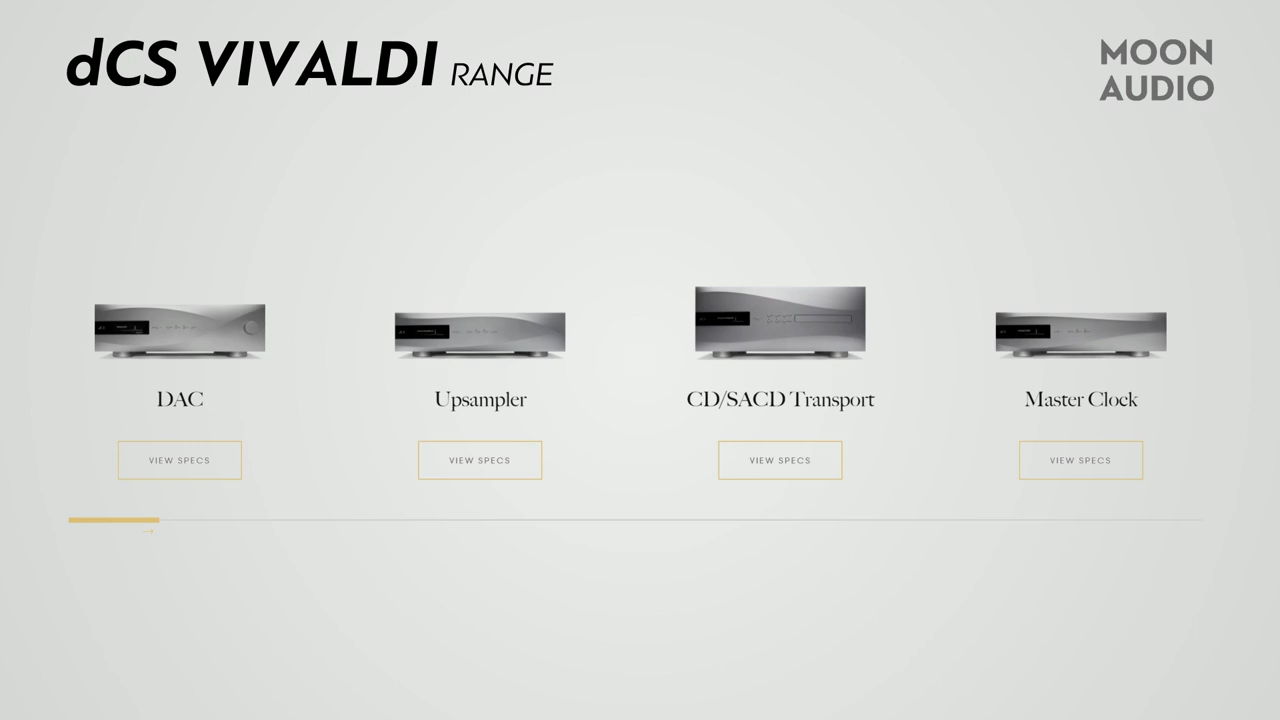 dCS VIVALDI RANGE
MOON
AUDIO
DAC
Upsampler
CD/SACD Transport
Master Clock
VIEW SPECS
VIEW SPECS
VIEW SPECS
VIEW SPECS